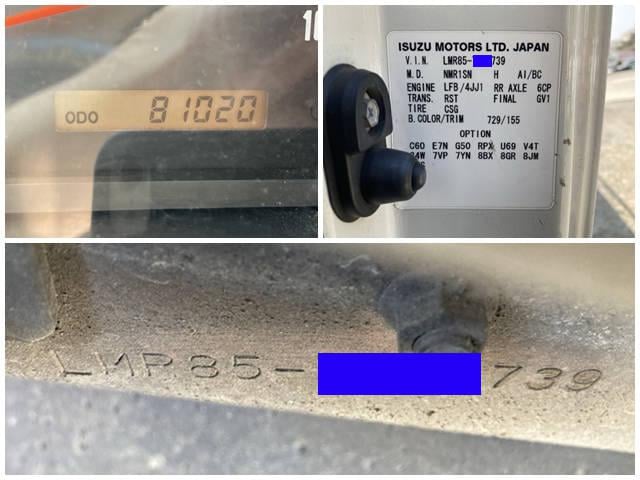 ODO 81020
ISUZU MOTORS LTD. JAPAN
V.I.N. LMR85- 739
M.D. NMR1SN H AI/BC
ENGINE LFB/4JJ1 RR AXLE 6CP
TRANS. RST FINAL GV1
TIRE CSG
B.COLOR/TRIM 729/155
OPTION
C60 E7N G50 RPX U69 V4T
7VP 7YN 8BX 8GR 8JM
LMR85- 739